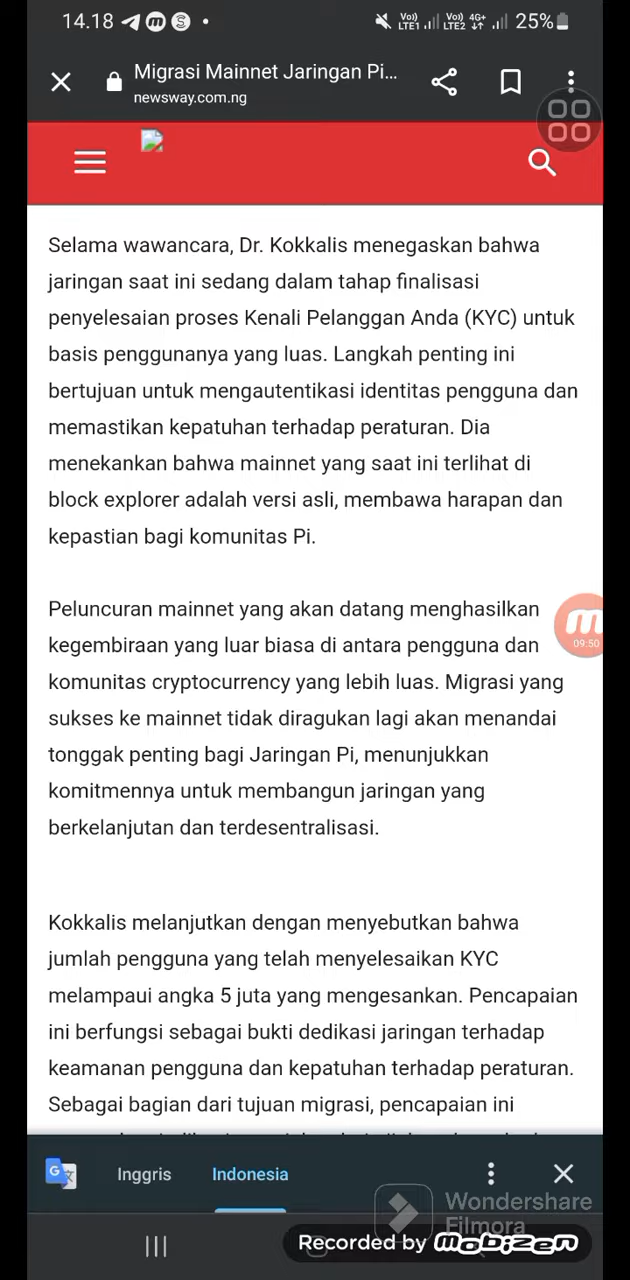 14.18
Vo)) LTE1 Vo)) LTE2 4G+ 25%
Migrasi Mainnet Jaringan Pi...
newsway.com.ng
Selama wawancara, Dr. Kokkalis menegaskan bahwa
jaringan saat ini sedang dalam tahap finalisasi
penyelesaian proses Kenali Pelanggan Anda (KYC) untuk
basis penggunanya yang luas. Langkah penting ini
bertujuan untuk mengautentikasi identitas pengguna dan
memastikan kepatuhan terhadap peraturan. Dia
menekankan bahwa mainnet yang saat ini terlihat di
block explorer adalah versi asli, membawa harapan dan
kepastian bagi komunitas Pi.
Peluncuran mainnet yang akan datang menghasilkan
kegembiraan yang luar biasa di antara pengguna dan
komunitas cryptocurrency yang lebih luas. Migrasi yang
sukses ke mainnet tidak diragukan lagi akan menandai
tonggak penting bagi Jaringan Pi, menunjukkan
komitmennya untuk membangun jaringan yang
berkelanjutan dan terdesentralisasi.
m
09:50
Kokkalis melanjutkan dengan menyebutkan bahwa
jumlah pengguna yang telah menyelesaikan KYC
melampaui angka 5 juta yang mengesankan. Pencapaian
ini berfungsi sebagai bukti dedikasi jaringan terhadap
keamanan pengguna dan kepatuhan terhadap peraturan.
Sebagai bagian dari tujuan migrasi, pencapaian ini
Inggris Indonesia
Wondershare
Filmora
Recorded by mobizen